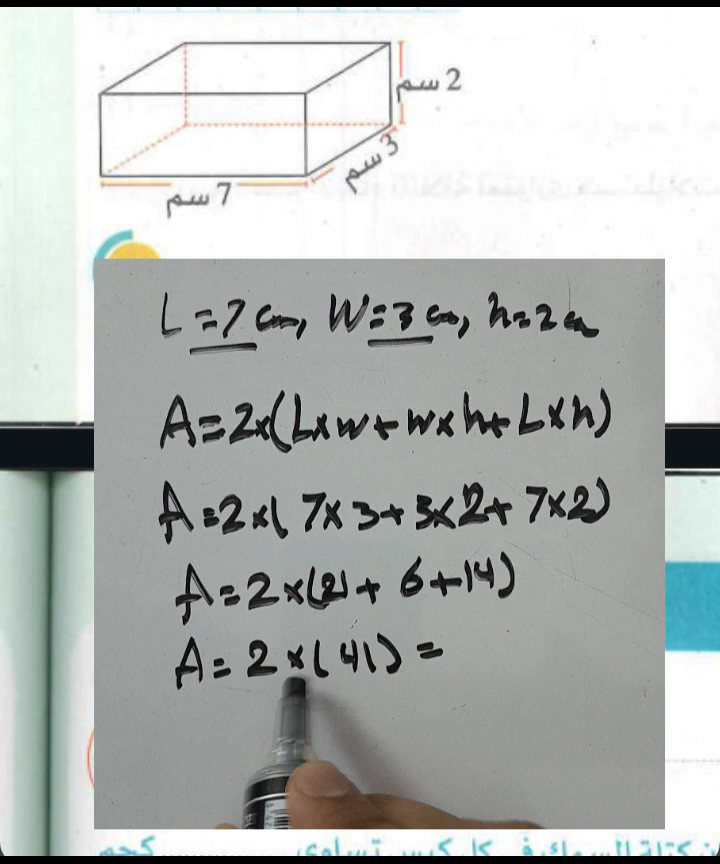 2 سم
3 سم
7 سم
L = 7 cm, W = 3 cm, h = 2 cm
A = 2 × (L × w + w × h + L × h)
A = 2 × ( 7 × 3 + 3 × 2 + 7 × 2)
A = 2 × (21 + 6 + 14)
A = 2 × ( 41 ) =